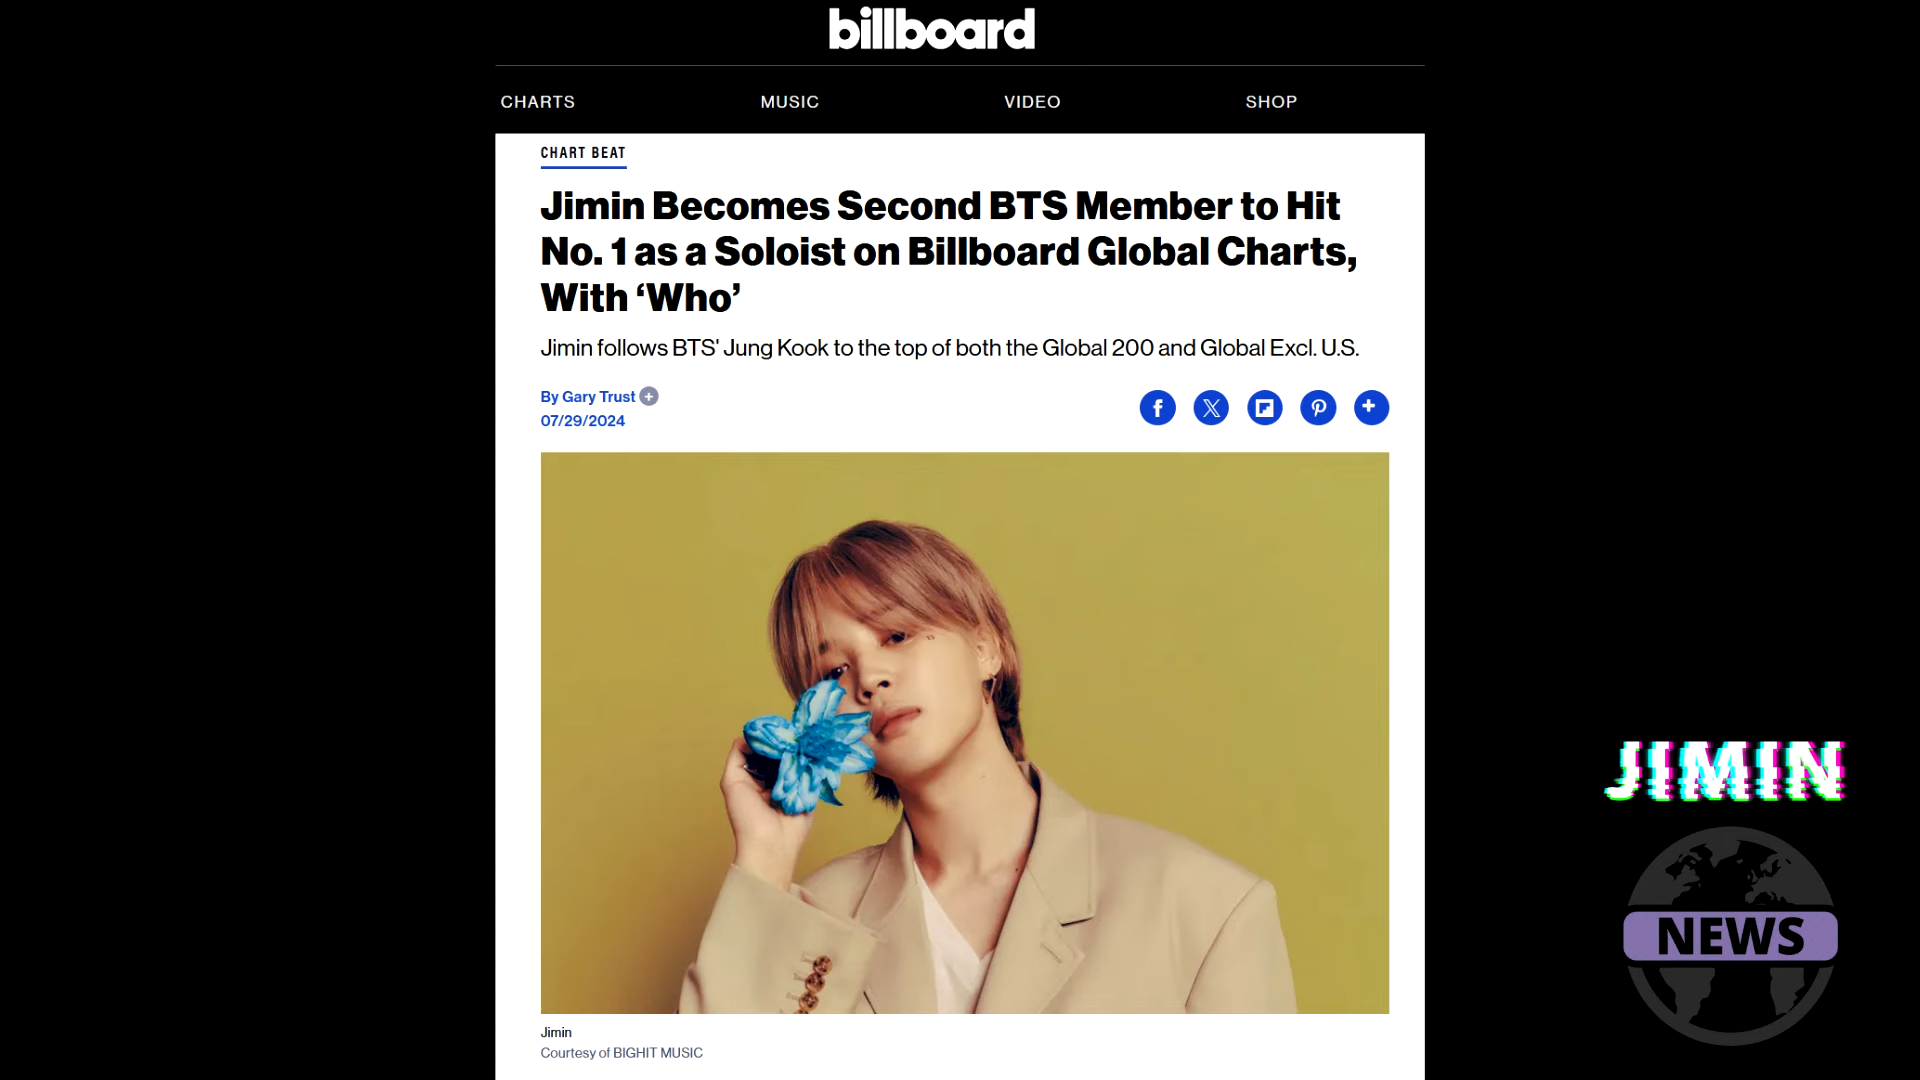 billboard
CHARTS MUSIC VIDEO SHOP
CHART BEAT
Jimin Becomes Second BTS Member to Hit
No. 1 as a Soloist on Billboard Global Charts,
With ‘Who’
Jimin follows BTS' Jung Kook to the top of both the Global 200 and Global Excl. U.S.
By Gary Trust
07/29/2024
Jimin
Courtesy of BIGHIT MUSIC
JIMIN
NEWS